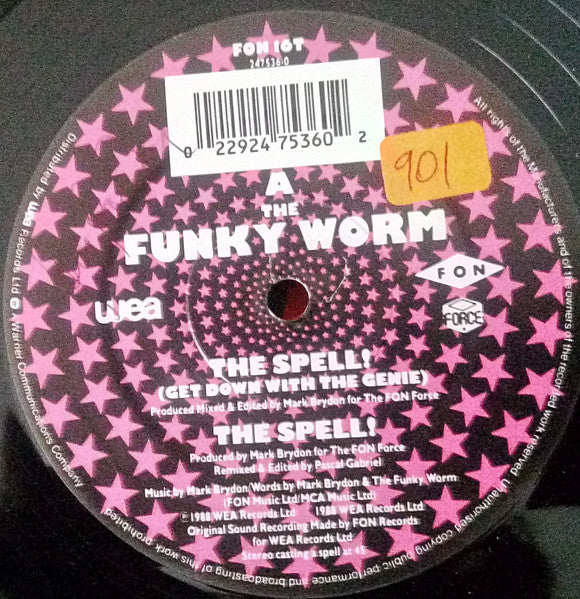 FON 16T
247536-0
0 22924 75360 2
901
A
THE
FUNKY WORM
FON
wea
FORCE
THE SPELL!
(GET DOWN WITH THE GENIE)
Produced Mixed & Edited by Mark Brydon for The FON Force
THE SPELL!
Produced by Mark Brydon for The FON Force
Remixed & Edited by Pascal Gabriel
Music by Mark Brydon/Words by Mark Brydon & The Funky Worm
(FON Music Ltd/MCA Music Ltd)
℗ 1988 WEA Records Ltd 1988 WEA Records Ltd
Original Sound Recording Made by FON Records
for WEA Records Ltd
Stereo casting a spell at 45
All rights of the Manufacturers and of the owners of the recorded work reserved. Unauthorised copying public performance and broadcasting of this work prohibited
Distributed by wea Records Ltd. A Warner Communications Company